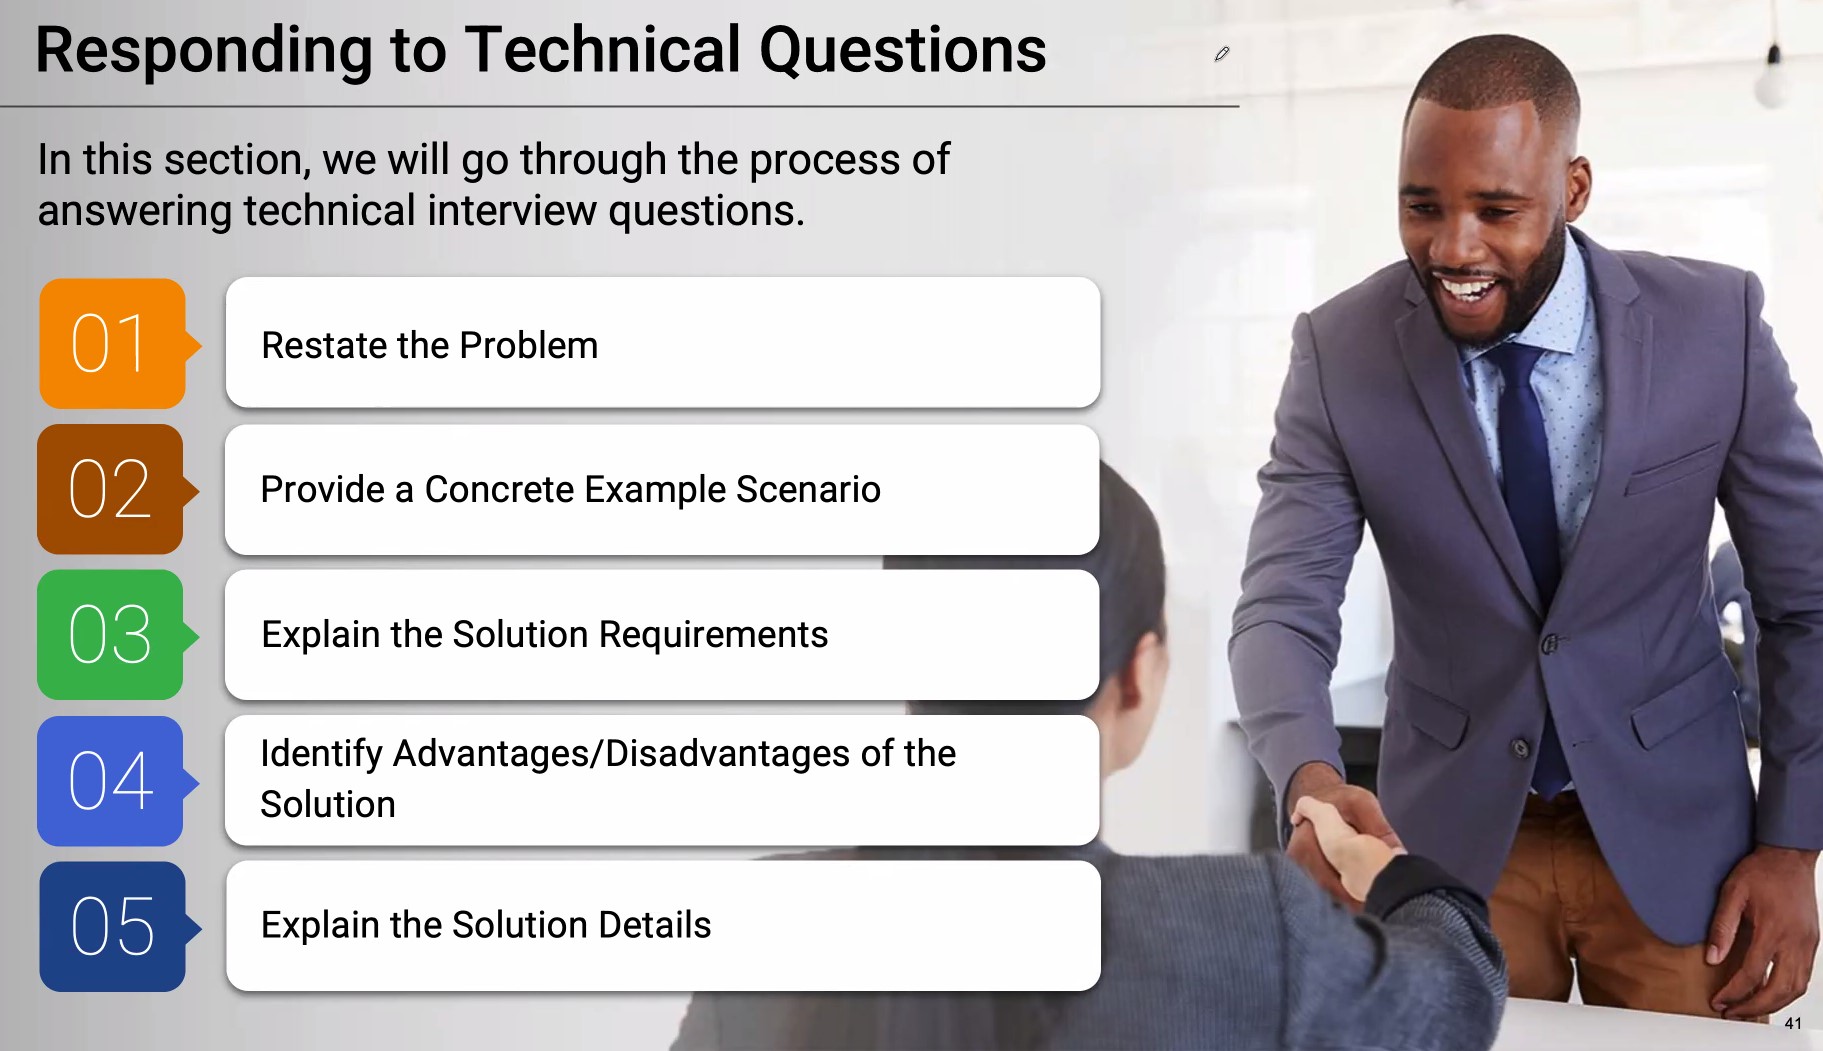 Responding to Technical Questions
In this section, we will go through the process of
answering technical interview questions.
01
Restate the Problem
02
Provide a Concrete Example Scenario
03
Explain the Solution Requirements
04
Identify Advantages/Disadvantages of the
Solution
05
Explain the Solution Details
41